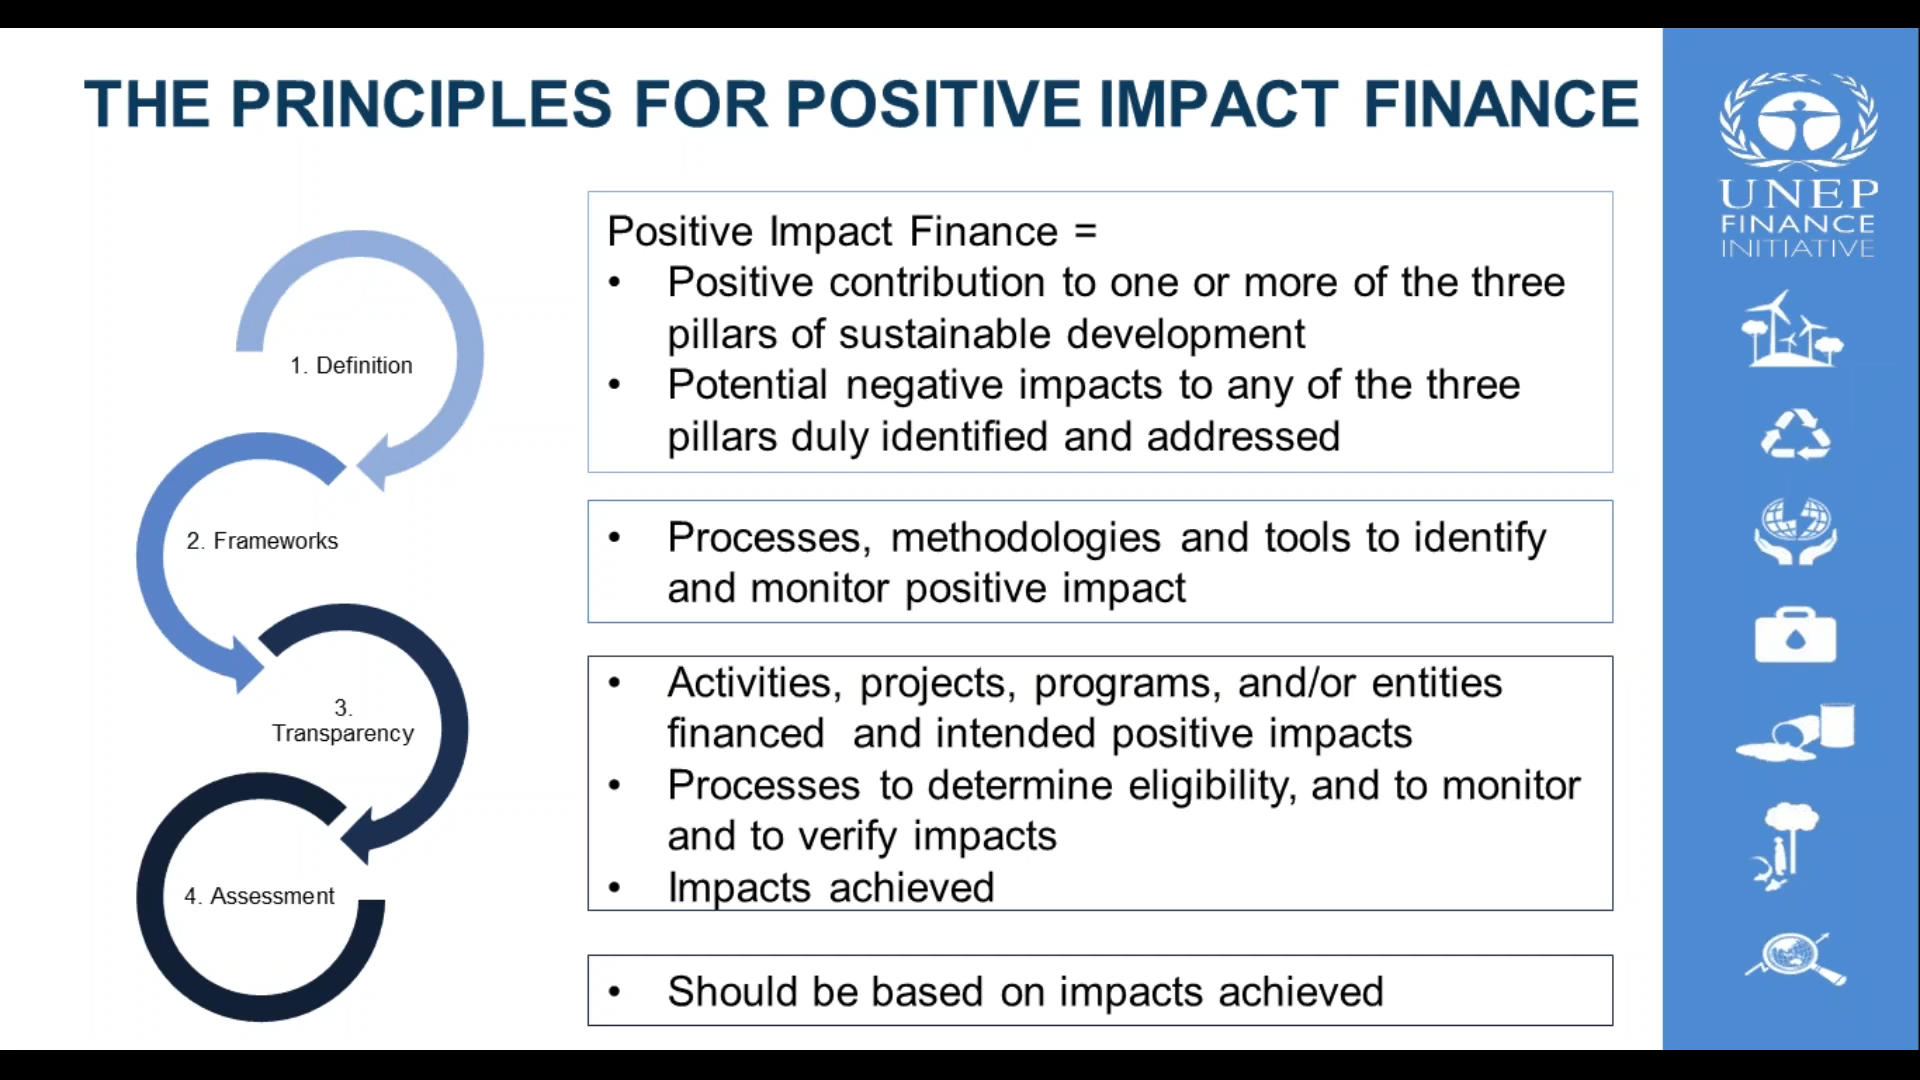 THE PRINCIPLES FOR POSITIVE IMPACT FINANCE
UNEP
FINANCE
INITIATIVE
1. Definition
Positive Impact Finance =
• Positive contribution to one or more of the three
pillars of sustainable development
• Potential negative impacts to any of the three
pillars duly identified and addressed
2. Frameworks
• Processes, methodologies and tools to identify
and monitor positive impact
3.
Transparency
• Activities, projects, programs, and/or entities
financed and intended positive impacts
• Processes to determine eligibility, and to monitor
and to verify impacts
• Impacts achieved
4. Assessment
• Should be based on impacts achieved